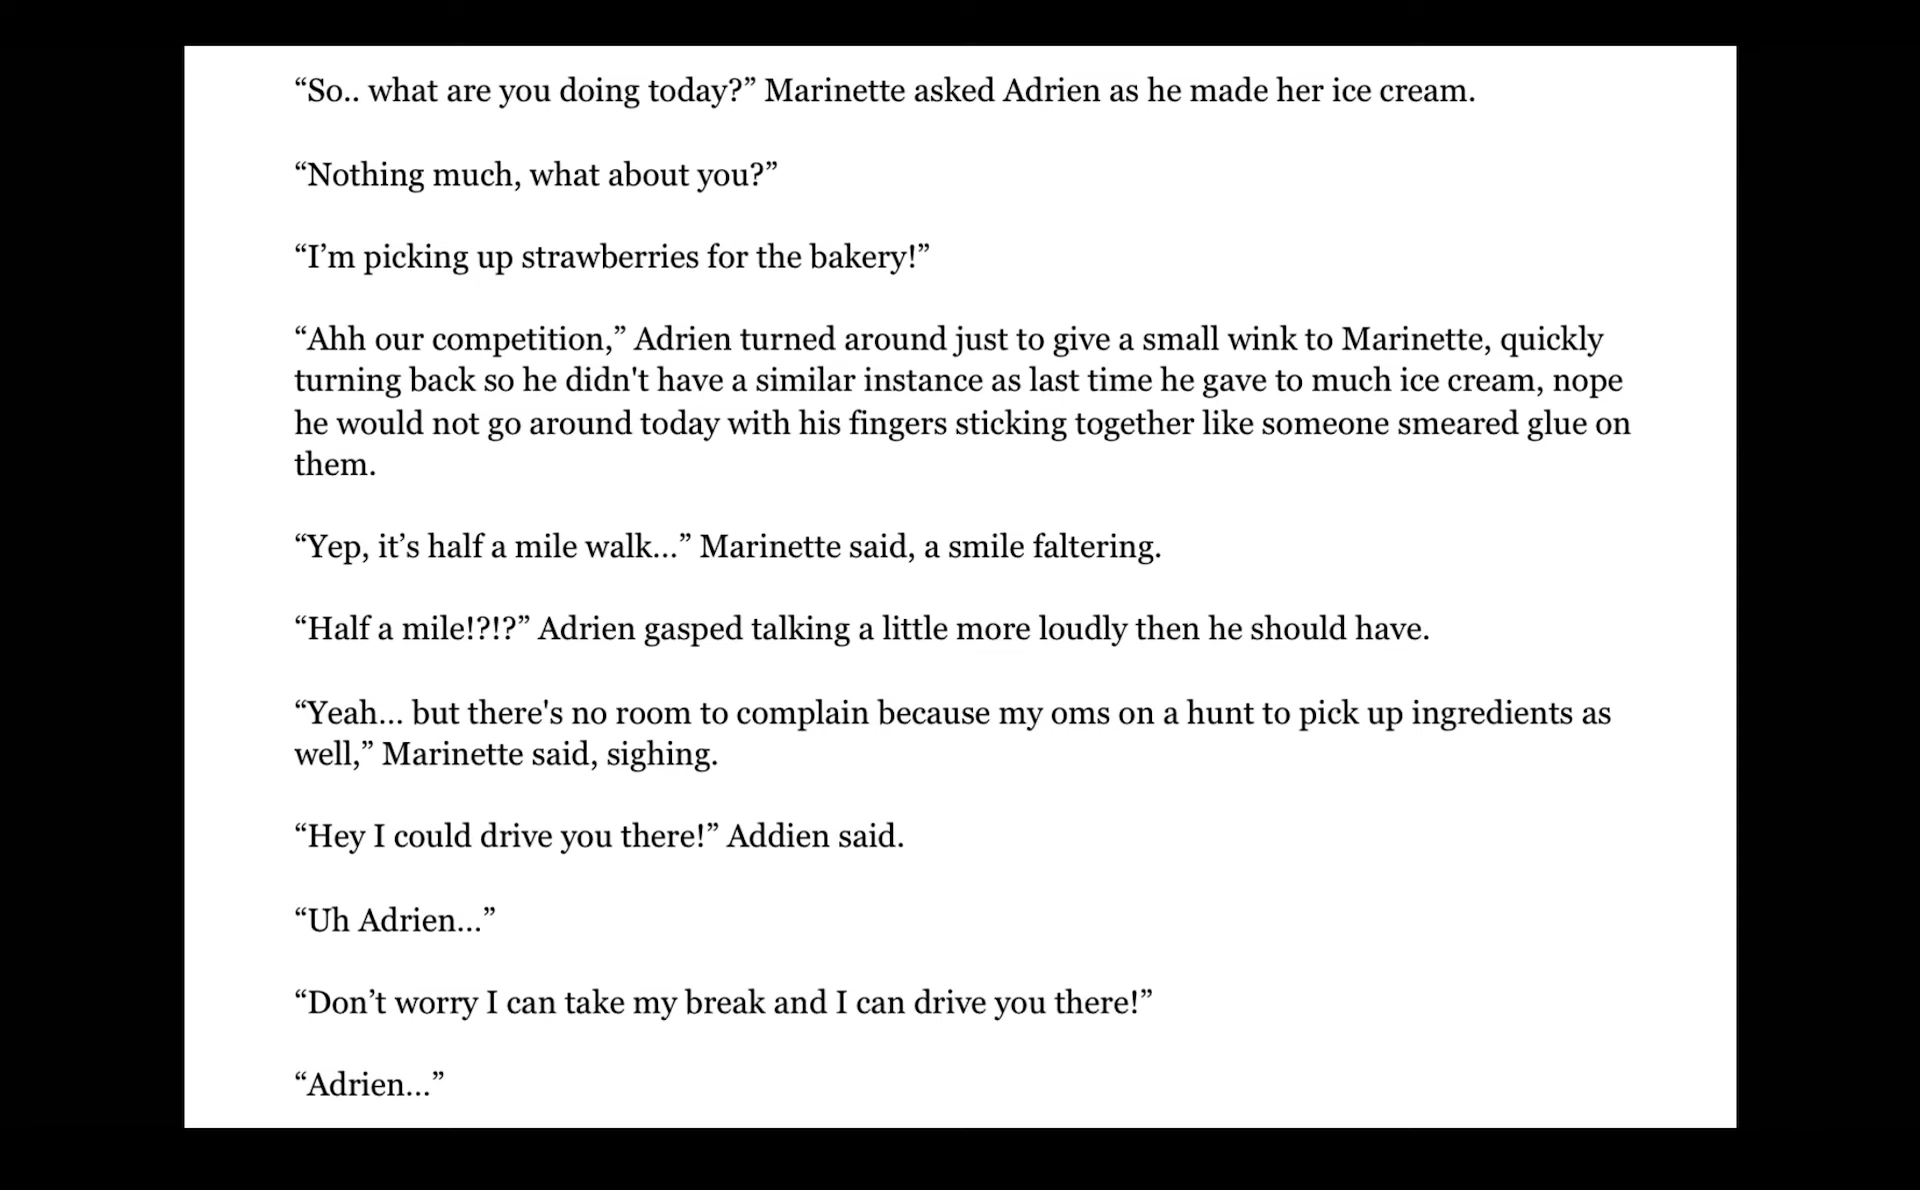 “So.. what are you doing today?” Marinette asked Adrien as he made her ice cream.
“Nothing much, what about you?”
“I’m picking up strawberries for the bakery!”
“Ahh our competition,” Adrien turned around just to give a small wink to Marinette, quickly
turning back so he didn't have a similar instance as last time he gave to much ice cream, nope
he would not go around today with his fingers sticking together like someone smeared glue on
them.
“Yep, it’s half a mile walk...” Marinette said, a smile faltering.
“Half a mile!?!?” Adrien gasped talking a little more loudly then he should have.
“Yeah... but there's no room to complain because my oms on a hunt to pick up ingredients as
well,” Marinette said, sighing.
“Hey I could drive you there!” Addien said.
“Uh Adrien...”
“Don’t worry I can take my break and I can drive you there!”
“Adrien...”